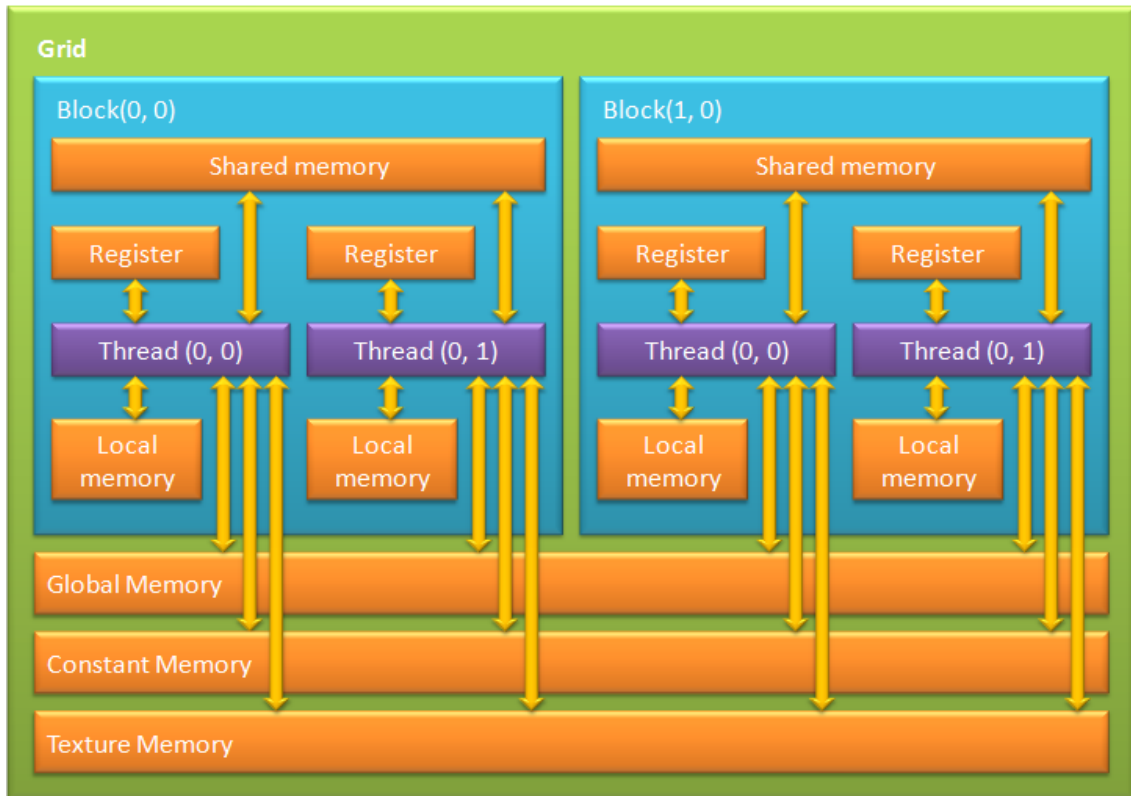 Grid
Block(0, 0)
Shared memory
Register
Register
Thread (0, 0)
Thread (0, 1)
Local
memory
Local
memory
Block(1, 0)
Shared memory
Register
Register
Thread (0, 0)
Thread (0, 1)
Local
memory
Local
memory
Global Memory
Constant Memory
Texture Memory